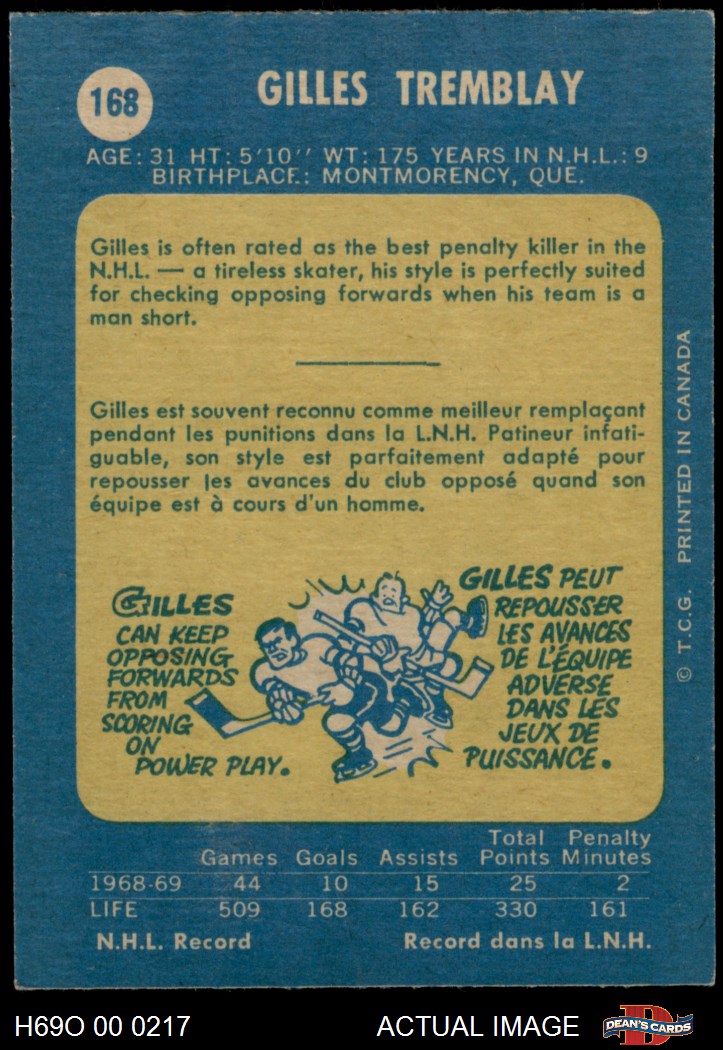 168
GILLES TREMBLAY
AGE: 31 HT: 5'10'' WT: 175 YEARS IN N.H.L.: 9
BIRTHPLACE: MONTMORENCY, QUE.
Gilles is often rated as the best penalty killer in the
N.H.L. — a tireless skater, his style is perfectly suited
for checking opposing forwards when his team is a
man short.
Gilles est souvent reconnu comme meilleur remplaçant
pendant les punitions dans la L.N.H. Patineur infati-
guable, son style est parfaitement adapté pour
repousser les avances du club opposé quand son
équipe est à cours d'un homme.
GILLES
CAN KEEP
OPPOSING
FORWARDS
FROM
SCORING
ON
POWER PLAY.
GILLES PEUT
REPOUSSER
LES AVANCES
DE L'ÉQUIPE
ADVERSE
DANS LES
JEUX DE
PUISSANCE.
© T.C.G. PRINTED IN CANADA
Total Penalty
Games Goals Assists Points Minutes
1968-69 44 10 15 25 2
LIFE 509 168 162 330 161
N.H.L. Record Record dans la L.N.H.
H69O 00 0217 ACTUAL IMAGE D DEAN'S CARDS